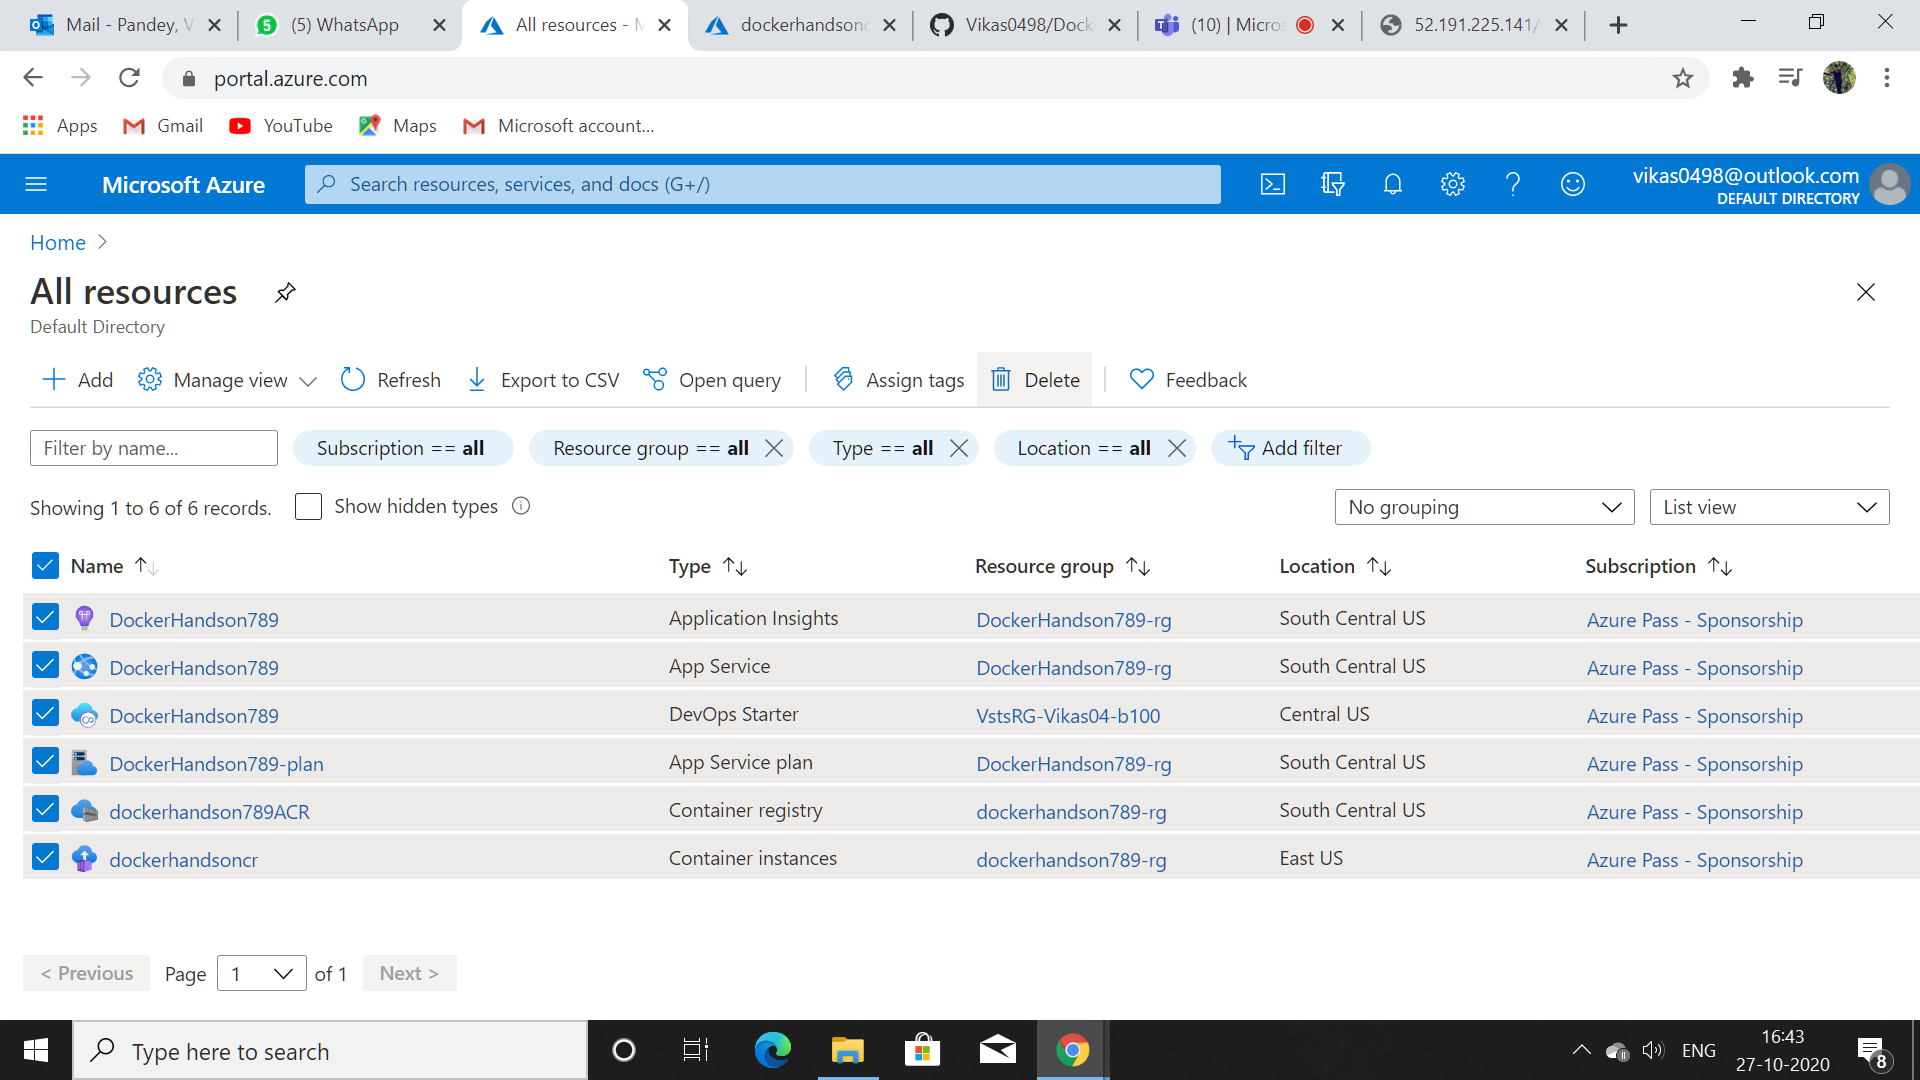 Mail - Pandey, V
(5) WhatsApp
All resources - M
dockerhandsonc
Vikas0498/Dock
(10) | Micros
52.191.225.141/
portal.azure.com
Apps
Gmail
YouTube
Maps
Microsoft account...
Microsoft Azure
Search resources, services, and docs (G+/)
vikas0498@outlook.com
DEFAULT DIRECTORY
Home
All resources
Default Directory
Add
Manage view
Refresh
Export to CSV
Open query
Assign tags
Delete
Feedback
Filter by name...
Subscription == all
Resource group == all
Type == all
Location == all
Add filter
Showing 1 to 6 of 6 records.
Show hidden types
No grouping
List view
Name Type Resource group Location Subscription
DockerHandson789 Application Insights DockerHandson789-rg South Central US Azure Pass - Sponsorship
DockerHandson789 App Service DockerHandson789-rg South Central US Azure Pass - Sponsorship
DockerHandson789 DevOps Starter VstsRG-Vikas04-b100 Central US Azure Pass - Sponsorship
DockerHandson789-plan App Service plan DockerHandson789-rg South Central US Azure Pass - Sponsorship
dockerhandson789ACR Container registry dockerhandson789-rg South Central US Azure Pass - Sponsorship
dockerhandsoncr Container instances dockerhandson789-rg East US Azure Pass - Sponsorship
< Previous Page 1 of 1 Next >
Type here to search
ENG
16:43
27-10-2020
8